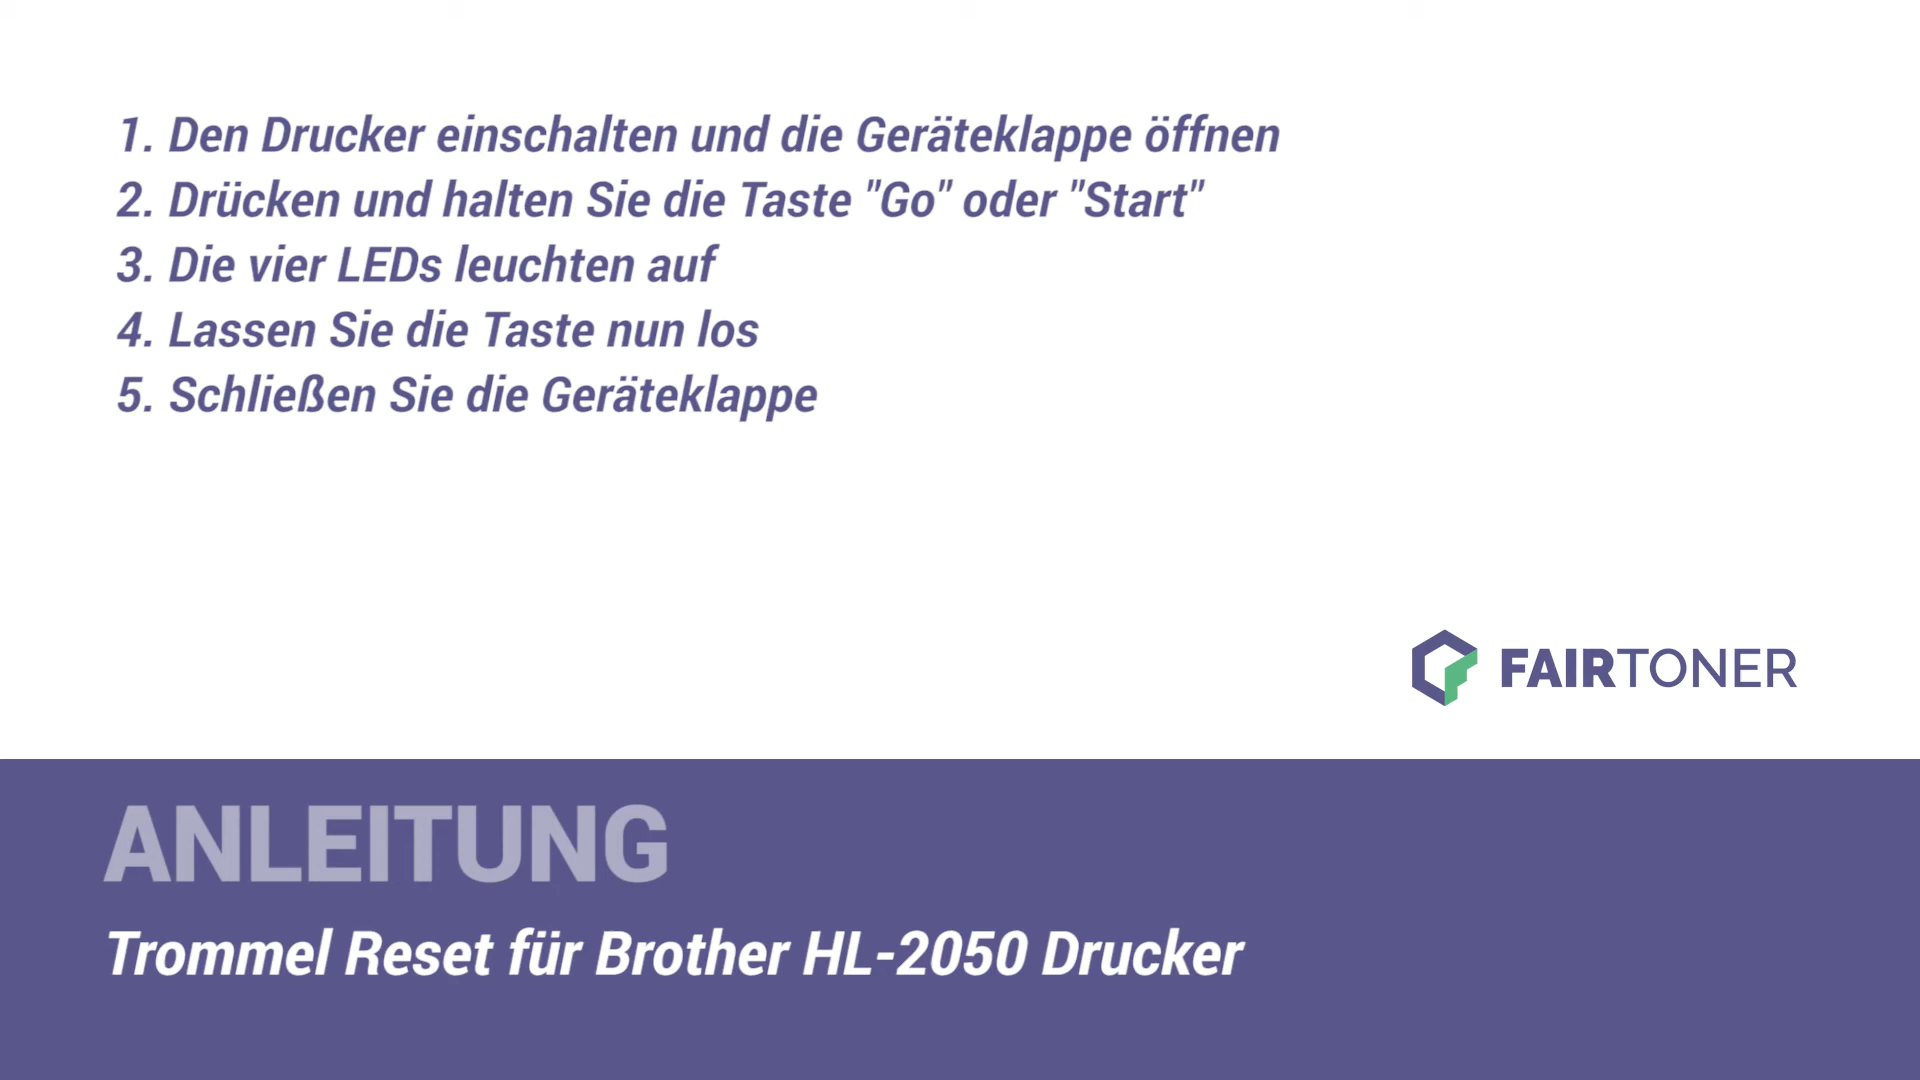 1. Den Drucker einschalten und die Geräteklappe öffnen
2. Drücken und halten Sie die Taste "Go" oder "Start"
3. Die vier LEDs leuchten auf
4. Lassen Sie die Taste nun los
5. Schließen Sie die Geräteklappe
FAIRTONER
ANLEITUNG
Trommel Reset für Brother HL-2050 Drucker